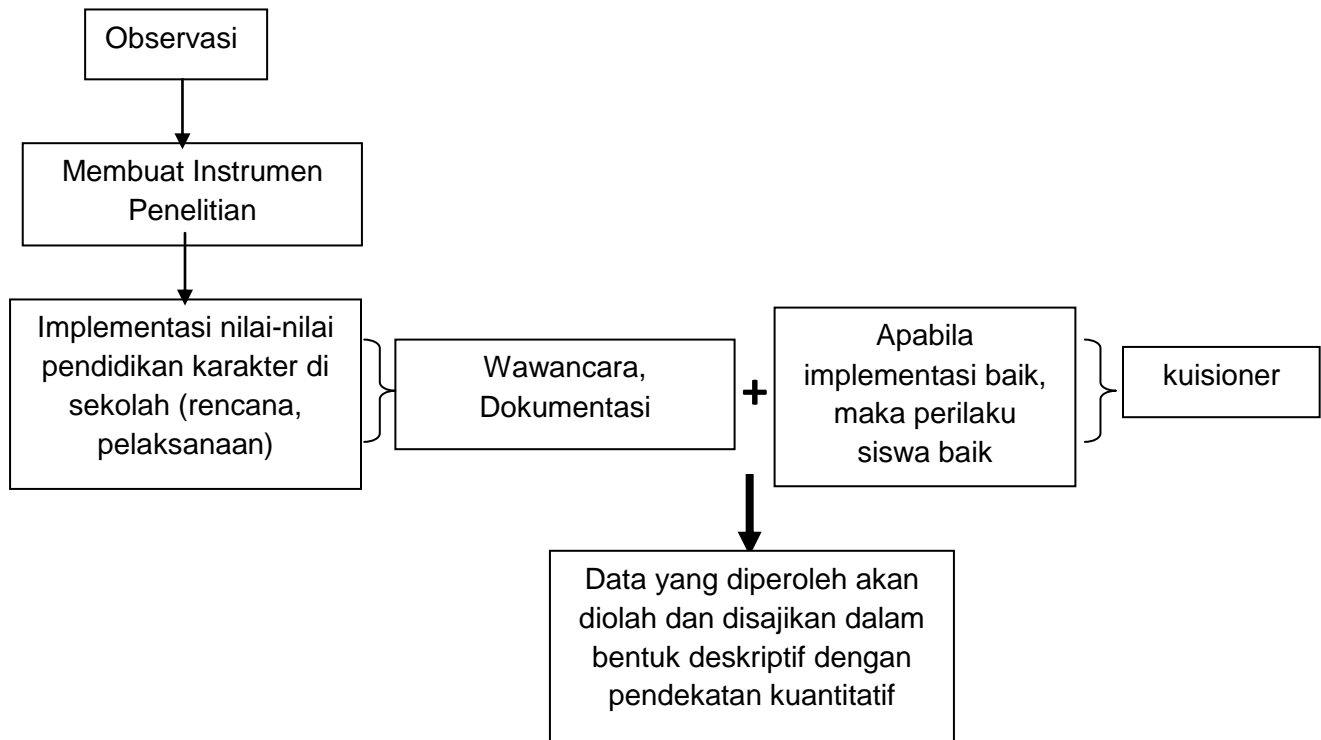 Observasi
Membuat Instrumen
Penelitian
Implementasi nilai-nilai
pendidikan karakter di
sekolah (rencana,
pelaksanaan)
Wawancara,
Dokumentasi
+
Apabila
implementasi baik,
maka perilaku
siswa baik
kuisioner
Data yang diperoleh akan
diolah dan disajikan dalam
bentuk deskriptif dengan
pendekatan kuantitatif